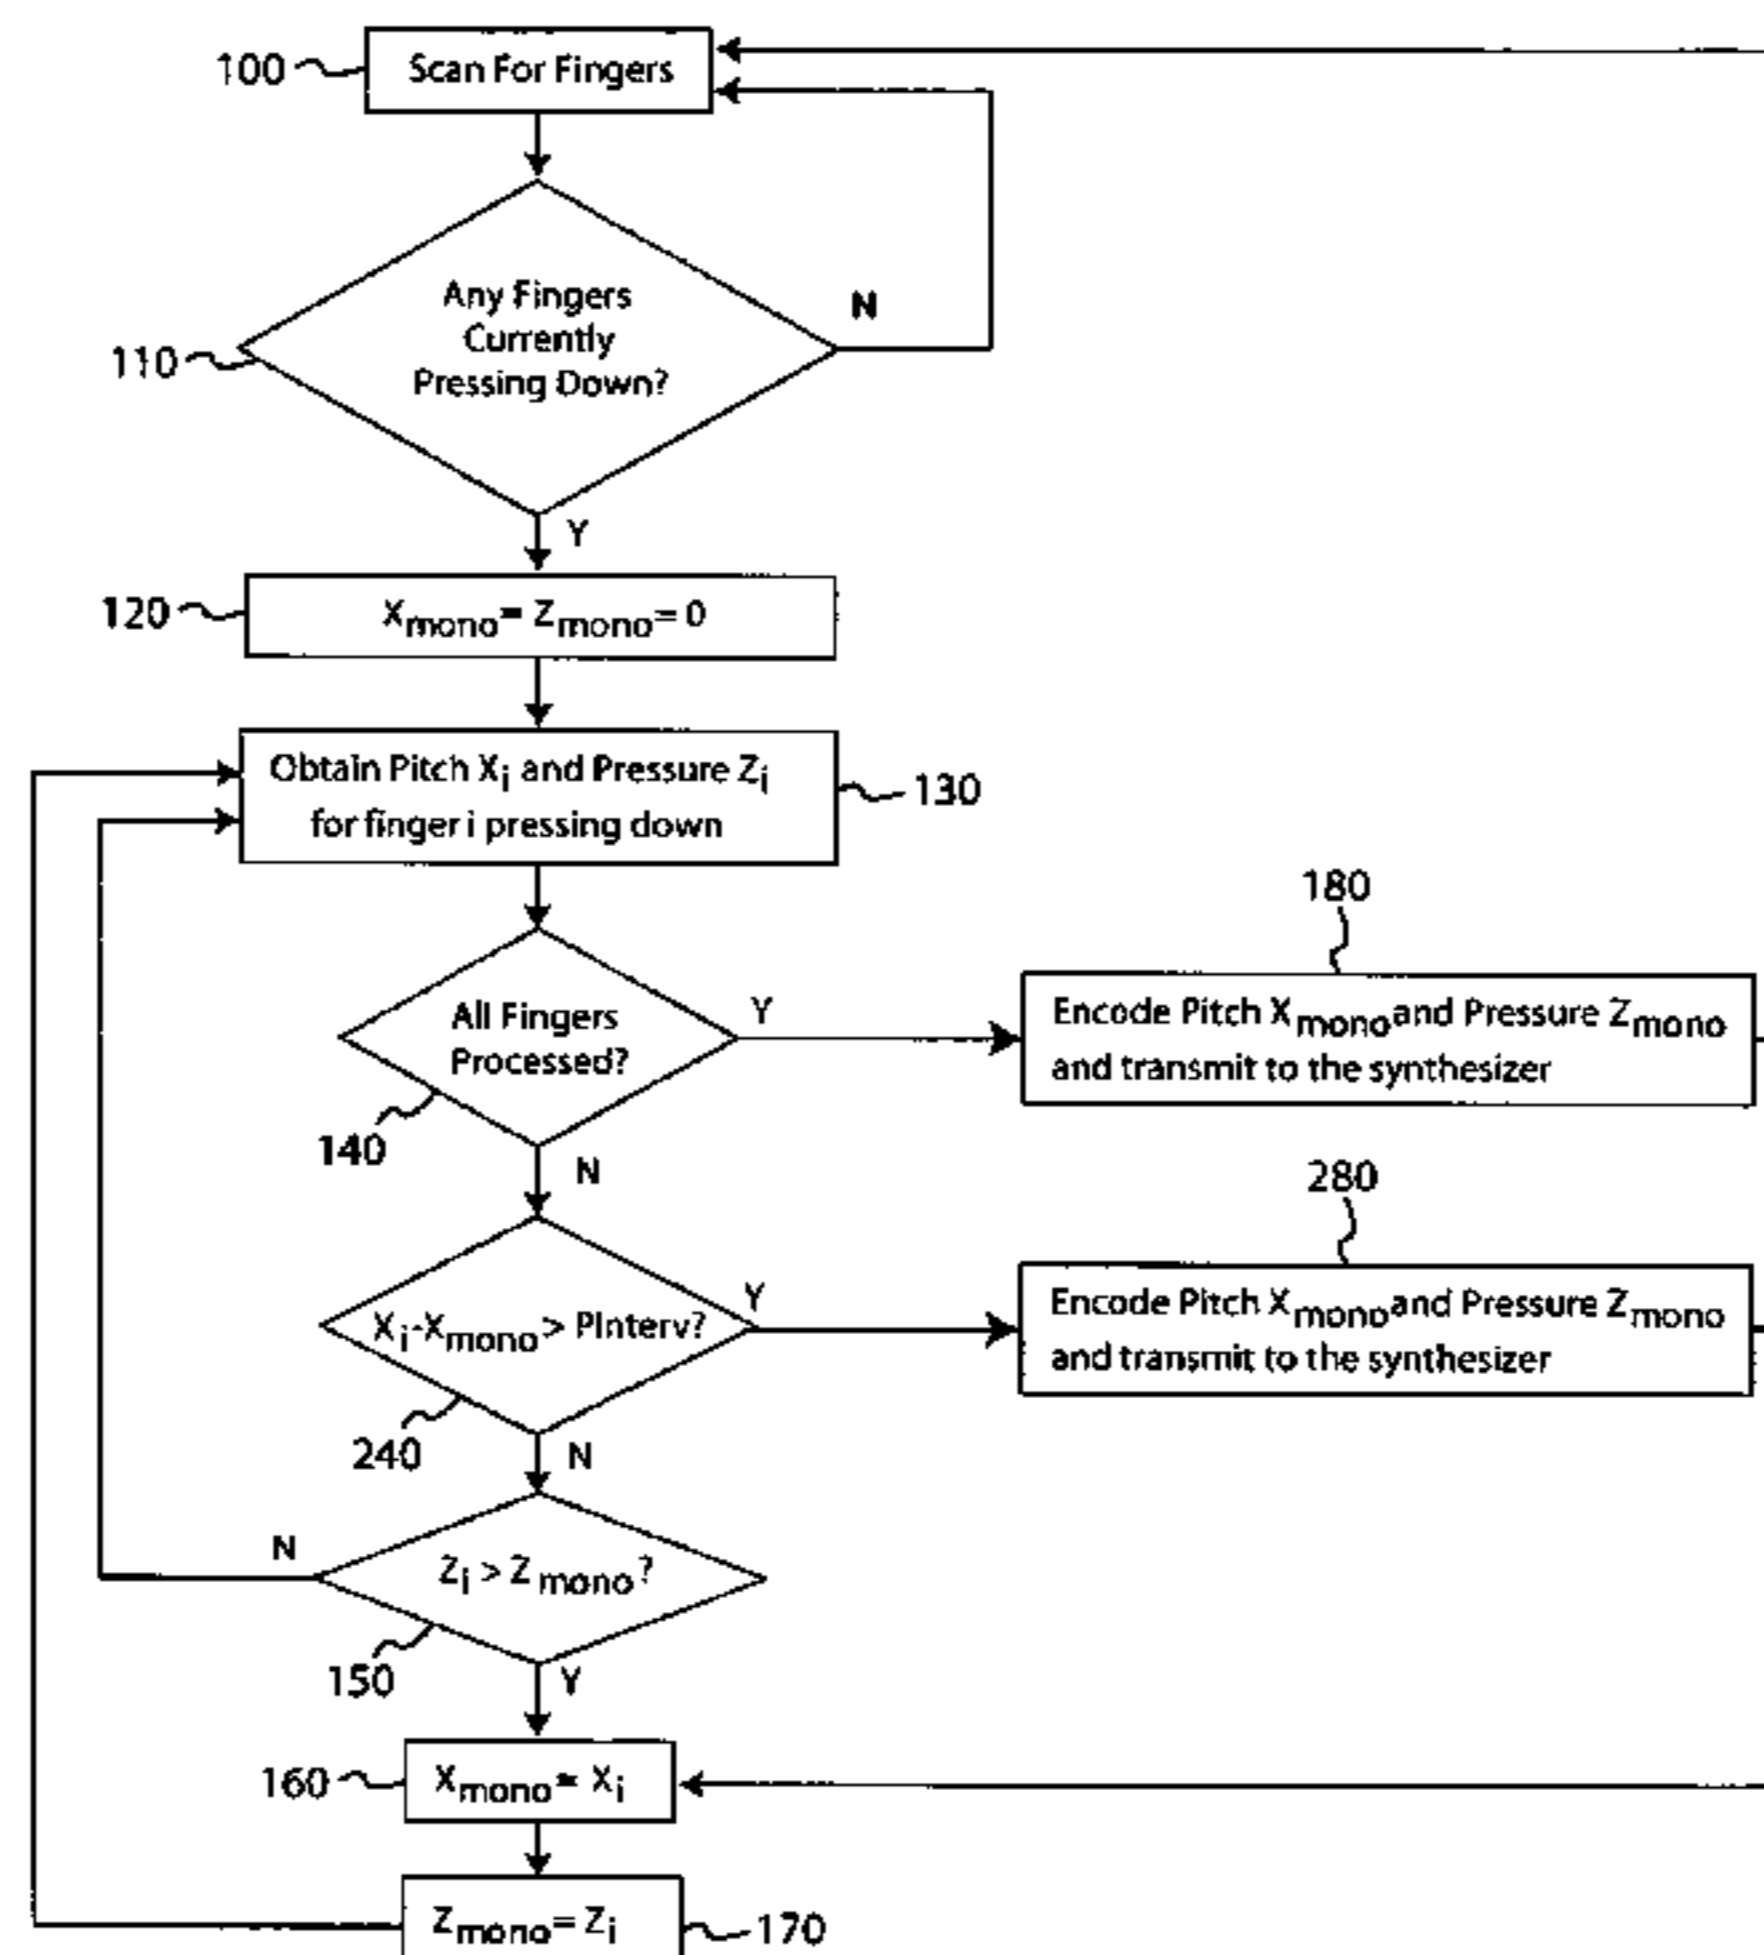 100
Scan For Fingers
Any Fingers
Currently
Pressing Down?
N
110
Y
120
Xmono= Zmono= 0
Obtain Pitch Xi and Pressure Zi
for finger i pressing down
130
180
All Fingers
Processed?
Y
Encode Pitch Xmono and Pressure Zmono
and transmit to the synthesizer
140
N
280
Xi-Xmono> PInterv?
Y
Encode Pitch Xmono and Pressure Zmono
and transmit to the synthesizer
240
N
N
Zi > Zmono?
150
Y
160
Xmono= Xi
Zmono= Zi
170